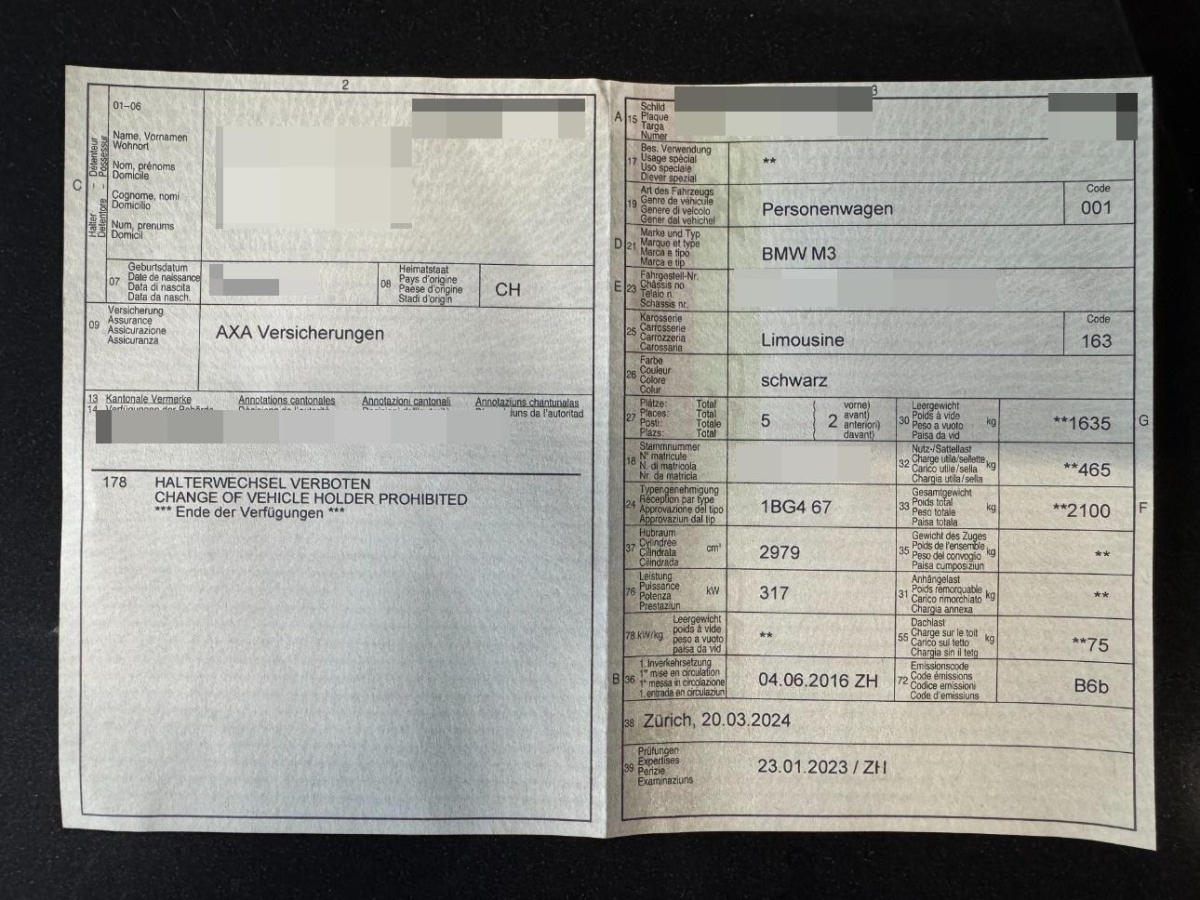 2
01–06
Name, Vornamen
Wohnort
Nom, prénoms
Domicile
Cognome, nomi
Domicilio
Num, prenums
Domicil
C
Halter – Détenteur
Detentore – Possessur
07
Geburtsdatum
Date de naissance
Data di nascita
Data da nasch.
08
Heimatstaat
Pays d'origine
Paese d'origine
Stadi d'origin
CH
09
Versicherung
Assurance
Assicurazione
Assicuranza
AXA Versicherungen
13 Kantonale Vermerke Annotations cantonales Annotazioni cantonali Annotaziuns chantunalas
14 Verfügungen der Behörde
iuns da l'autoritad
178 HALTERWECHSEL VERBOTEN
CHANGE OF VEHICLE HOLDER PROHIBITED
*** Ende der Verfügungen ***
3
A 15
Schild
Plaque
Targa
Numer
17
Bes. Verwendung
Usage spécial
Uso speciale
Diever spezial
**
19
Art des Fahrzeugs
Genre de véhicule
Genere di veicolo
Gener dal vehichel
Personenwagen
Code
001
D 21
Marke und Typ
Marque et type
Marca e tipo
Marca e tip
BMW M3
E 23
Fahrgestell-Nr.
Châssis no
Telaio n.
Schassis nr.
25
Karosserie
Carrosserie
Carrozzeria
Carossaria
Limousine
Code
163
26
Farbe
Couleur
Colore
Colur
schwarz
27
Plätze: Total
Places: Total
Posti: Totale
Plazs: Total
5
2
vorne)
avant)
anteriori)
davant)
30
Leergewicht
Poids à vide
Peso a vuoto
Paisa da vid
kg
**1635
G
18
Stammnummer
N° matricule
N. di matricola
Nr. da matricla
32
Nutz-/Sattellast
Charge utile/sellette
Carico utile/sella
Chargia utila/sella
kg
**465
24
Typengenehmigung
Réception par type
Approvazione del tipo
Approvaziun dal tip
1BG4 67
33
Gesamtgewicht
Poids total
Peso totale
Paisa totala
kg
**2100
F
37
Hubraum
Cylindrée
Cilindrata
Cilindrada
cm³
2979
35
Gewicht des Zuges
Poids de l'ensemble
Peso del convoglio
Paisa cumposiziun
kg
**
76
Leistung
Puissance
Potenza
Prestaziun
kW
317
31
Anhängelast
Poids remorquable
Carico rimorchiato
Chargia annexa
kg
**
78 kW/kg
Leergewicht
poids à vide
peso a vuoto
paisa da vid
**
55
Dachlast
Charge sur le toit
Carico sul tetto
Chargia sin il tetg
kg
**75
B 36
1. Inverkehrsetzung
1re mise en circulation
1a messa in circolazione
1. entrada en circulaziun
04.06.2016 ZH
72
Emissionscode
Code émissions
Codice emissioni
Code d'emissiuns
B6b
38 Zürich, 20.03.2024
39
Prüfungen
Expertises
Perizie
Examinaziuns
23.01.2023 / ZH